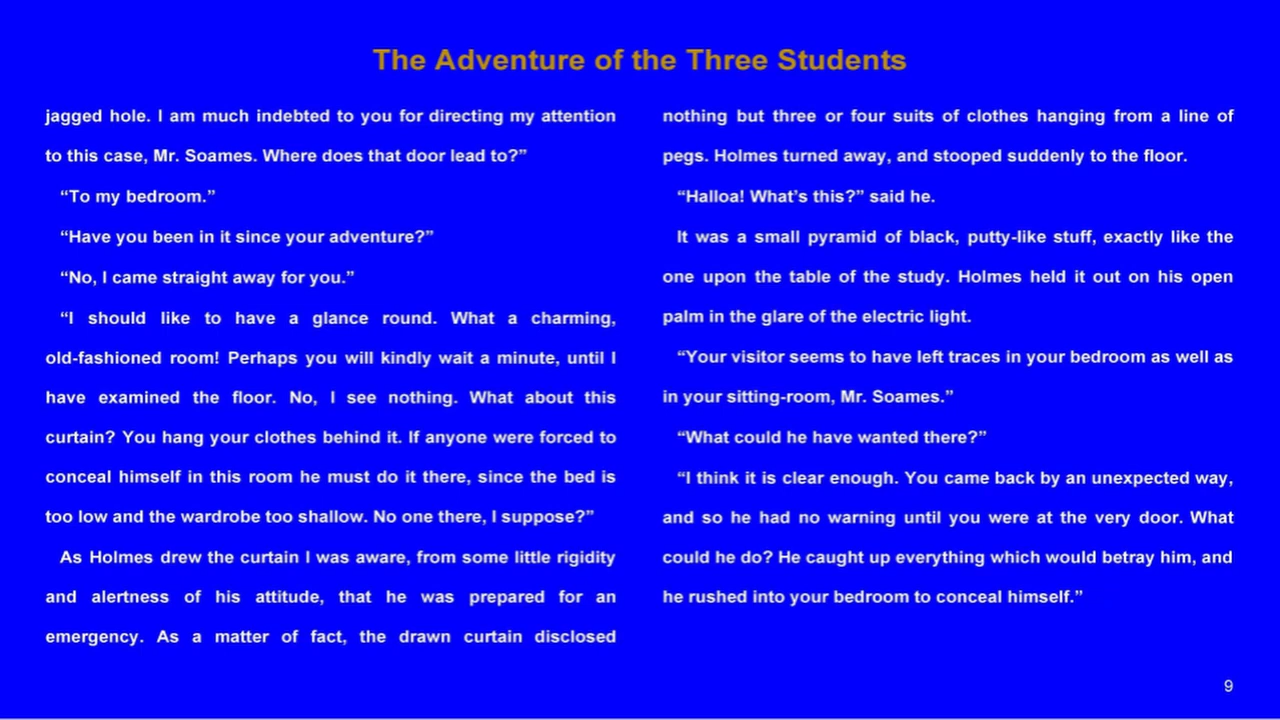 The Adventure of the Three Students
jagged hole. I am much indebted to you for directing my attention
to this case, Mr. Soames. Where does that door lead to?”
“To my bedroom.”
“Have you been in it since your adventure?”
“No, I came straight away for you.”
“I should like to have a glance round. What a charming,
old-fashioned room! Perhaps you will kindly wait a minute, until I
have examined the floor. No, I see nothing. What about this
curtain? You hang your clothes behind it. If anyone were forced to
conceal himself in this room he must do it there, since the bed is
too low and the wardrobe too shallow. No one there, I suppose?”
As Holmes drew the curtain I was aware, from some little rigidity
and alertness of his attitude, that he was prepared for an
emergency. As a matter of fact, the drawn curtain disclosed
nothing but three or four suits of clothes hanging from a line of
pegs. Holmes turned away, and stooped suddenly to the floor.
“Halloa! What’s this?” said he.
It was a small pyramid of black, putty-like stuff, exactly like the
one upon the table of the study. Holmes held it out on his open
palm in the glare of the electric light.
“Your visitor seems to have left traces in your bedroom as well as
in your sitting-room, Mr. Soames.”
“What could he have wanted there?”
“I think it is clear enough. You came back by an unexpected way,
and so he had no warning until you were at the very door. What
could he do? He caught up everything which would betray him, and
he rushed into your bedroom to conceal himself.”
9